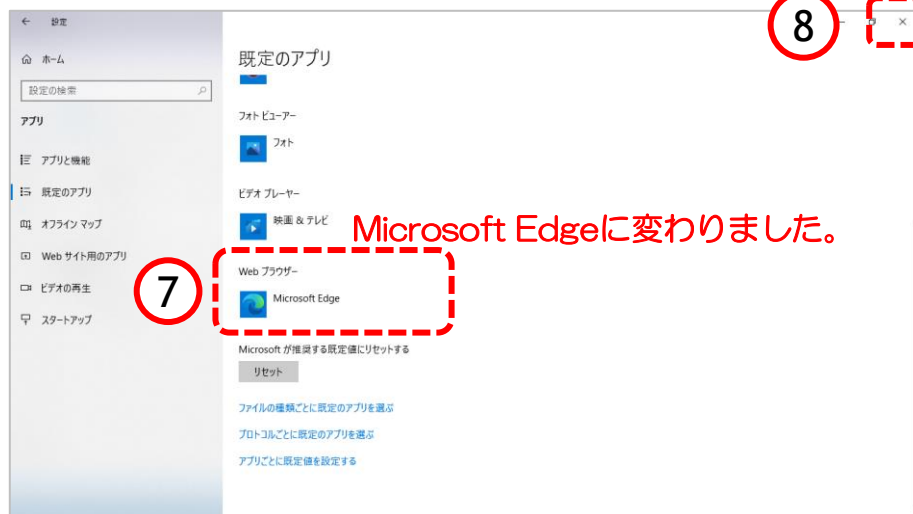 設定
8
ホーム
設定の検索
アプリ
アプリと機能
既定のアプリ
オフライン マップ
Web サイト用のアプリ
ビデオの再生
スタートアップ
既定のアプリ
フォト ビューアー
フォト
ビデオ プレーヤー
映画 & テレビ
Microsoft Edgeに変わりました。
7
Web ブラウザー
Microsoft Edge
Microsoft が推奨する既定値にリセットする
リセット
ファイルの種類ごとに既定のアプリを選ぶ
プロトコルごとに既定のアプリを選ぶ
アプリごとに既定値を設定する